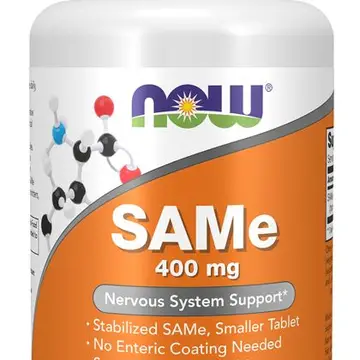 NOW®
SAMe
400 mg
Nervous System Support*
• Stabilized SAMe, Smaller Tablet
• No Enteric Coating Needed